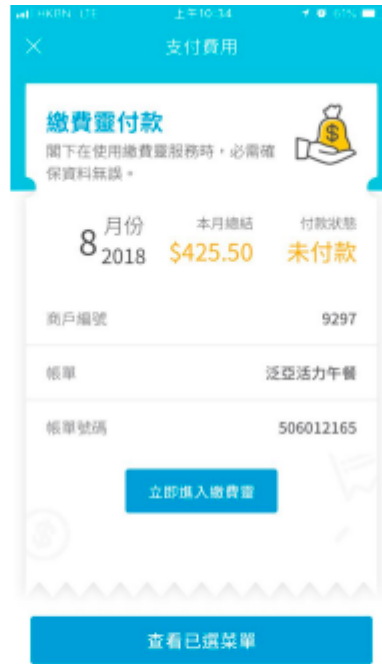 HKBN LTE 上午10:34 61%
支付費用
繳費靈付款
閣下在使用繳費靈服務時，必需確
保資料無誤。
8 月份 2018
本月總結
$425.50
付款狀態
未付款
商戶編號 9297
帳單 泛亞活力午餐
帳單號碼 506012165
立即進入繳費靈
查看已選菜單